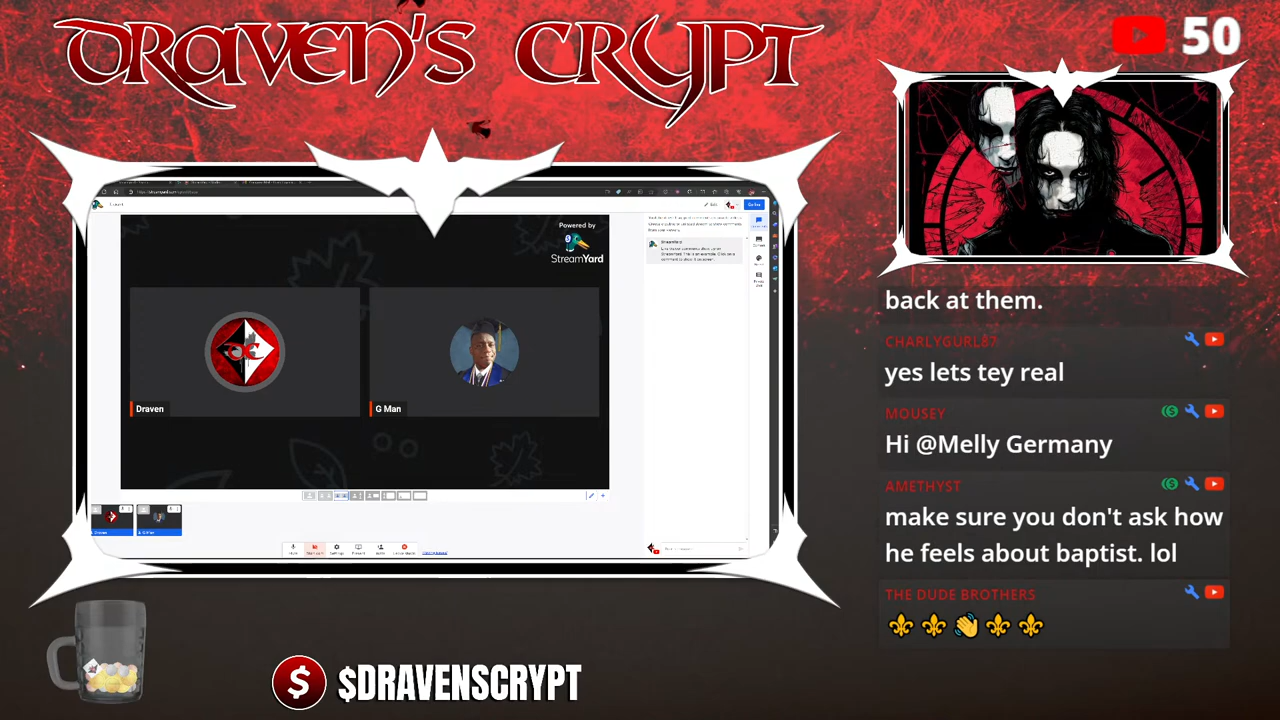 DRAVEN'S CRYPT
50
Powered by
StreamYard
Draven
G Man
back at them.
CHARLYGURL87
yes lets tey real
MOUSEY
Hi @Melly Germany
AMETHYST
make sure you don't ask how
he feels about baptist. lol
THE DUDE BROTHERS
$ $DRAVENSCRYPT